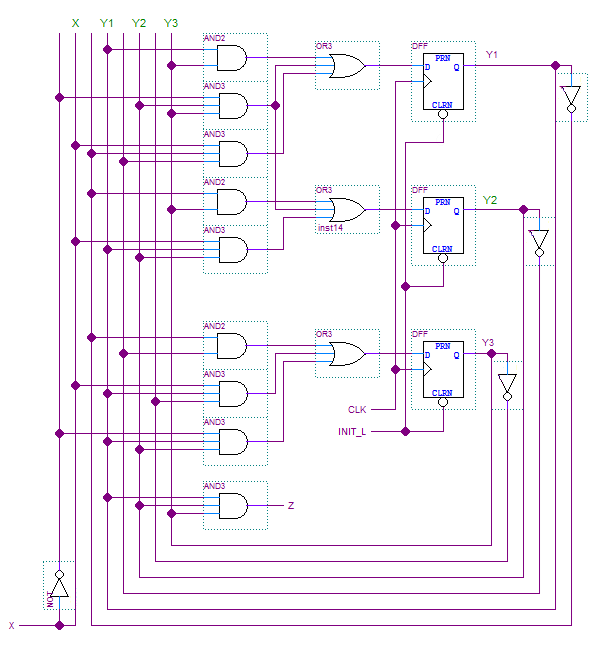 X Y1 Y2 Y3
AND2
OR3
DFF
PRN
D Q
CLRN
Y1
AND3
AND3
AND2
OR3
inst14
DFF
PRN
D Q
CLRN
Y2
AND3
AND2
OR3
DFF
PRN
D Q
CLRN
Y3
AND3
CLK
AND3
INIT_L
AND3
Z
NOT
X